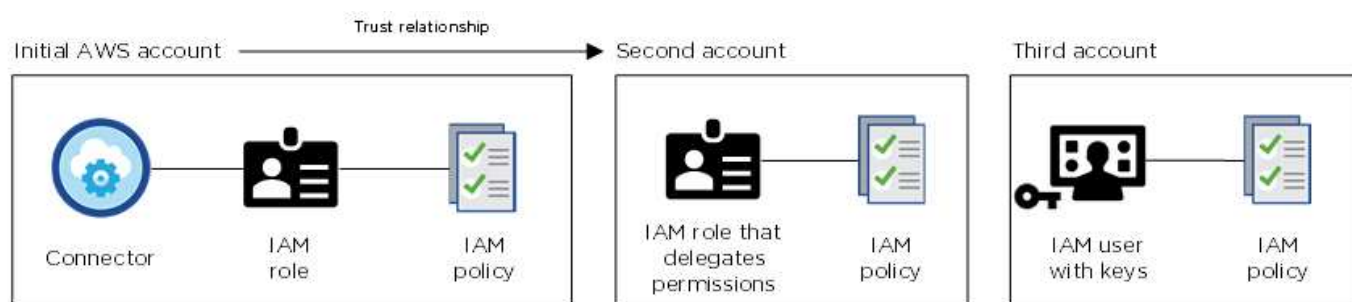 Trust relationship
Initial AWS account
Second account
Third account
Connector
IAM
role
IAM
policy
IAM role that
delegates
permissions
IAM
policy
IAM user
with keys
IAM
policy